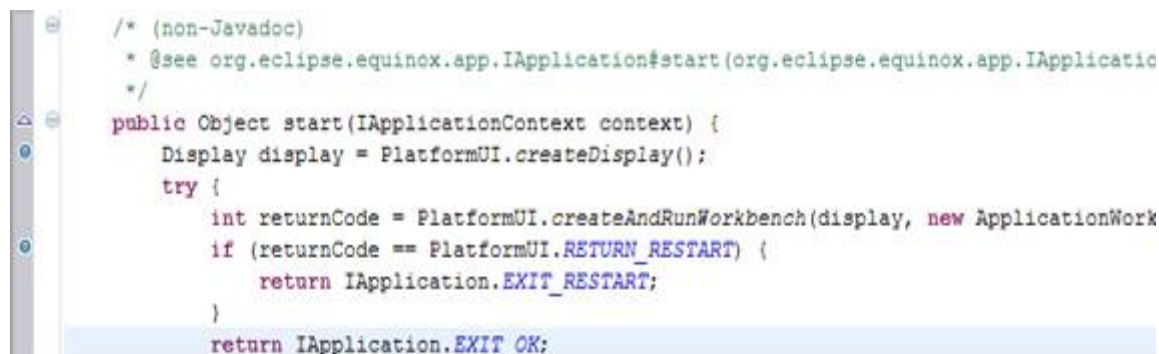 /* (non-Javadoc)
* @see org.eclipse.equinox.app.IApplication#start(org.eclipse.equinox.app.IApplicatio
*/
public Object start(IApplicationContext context) {
Display display = PlatformUI.createDisplay();
try {
int returnCode = PlatformUI.createAndRunWorkbench(display, new ApplicationWork
if (returnCode == PlatformUI.RETURN_RESTART) {
return IApplication.EXIT_RESTART;
}
return IApplication.EXIT_OK;